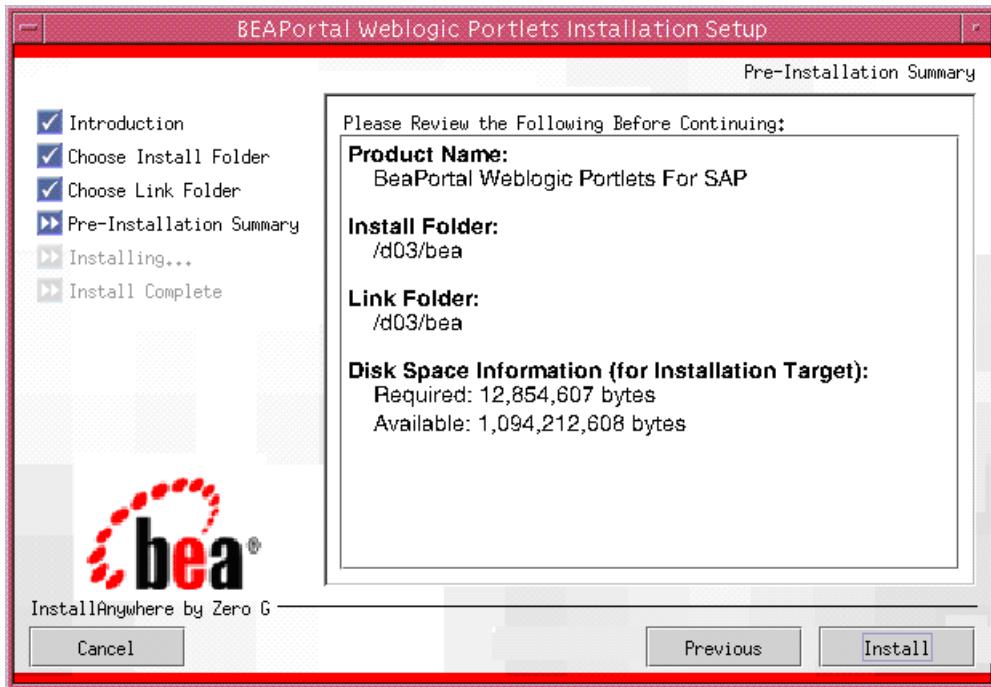 BEAPortal Weblogic Portlets Installation Setup
Pre-Installation Summary
Introduction
Choose Install Folder
Choose Link Folder
Pre-Installation Summary
Installing...
Install Complete
Please Review the Following Before Continuing:
Product Name:
BeaPortal Weblogic Portlets For SAP
Install Folder:
/d03/bea
Link Folder:
/d03/bea
Disk Space Information (for Installation Target):
Required: 12,854,607 bytes
Available: 1,094,212,608 bytes
bea®
InstallAnywhere by Zero G
Cancel
Previous
Install